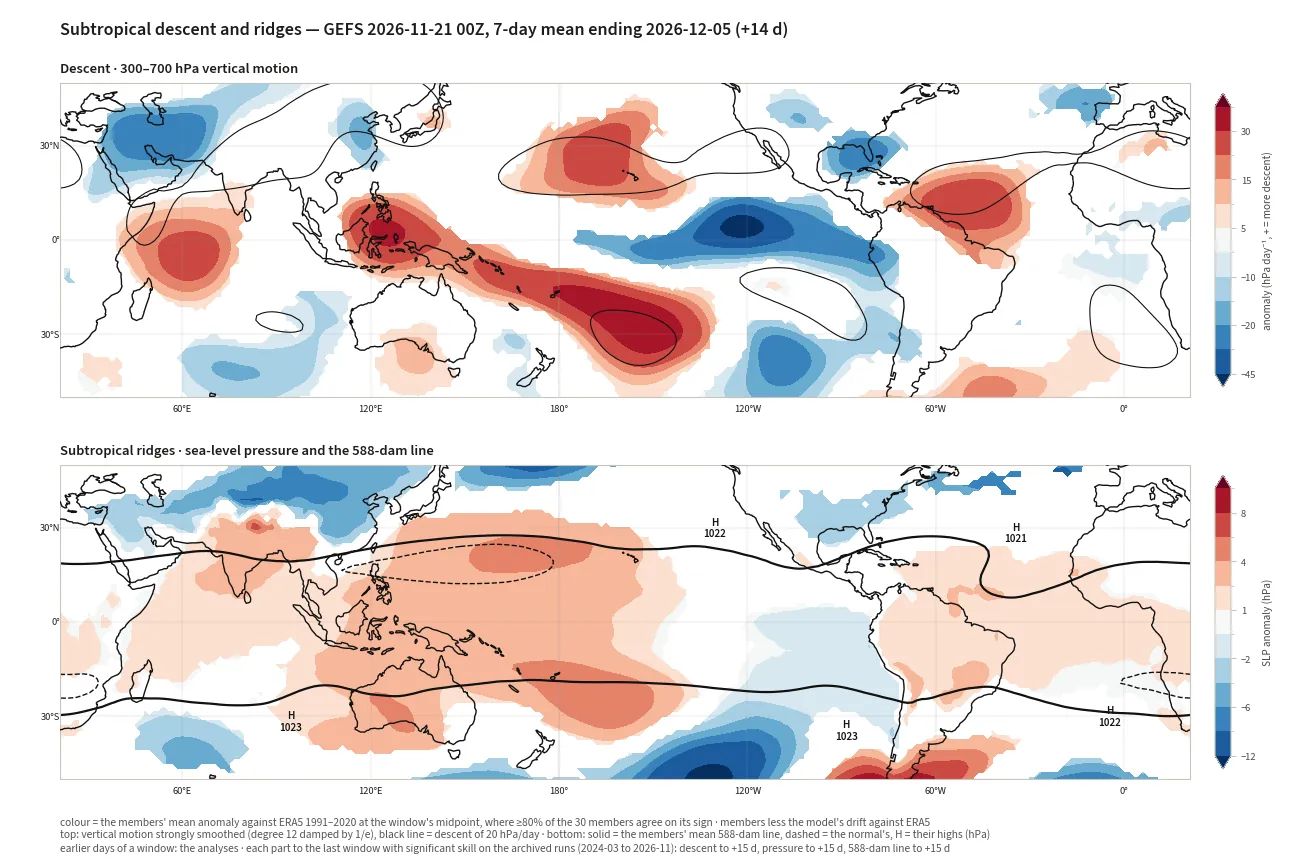 Subtropical descent and ridges — GEFS 2026-11-21 00Z, 7-day mean ending 2026-12-05 (+14 d)
Descent · 300–700 hPa vertical motion
30°N
0°
30°S
60°E
120°E
180°
120°W
60°W
0°
30
15
5
−10
−20
−45
anomaly (hPa day⁻¹, + = more descent)
Subtropical ridges · sea-level pressure and the 588-dam line
H
1022
H
1021
H
1023
H
1023
H
1022
30°N
0°
30°S
60°E
120°E
180°
120°W
60°W
0°
8
4
1
−2
−6
−12
SLP anomaly (hPa)
colour = the members' mean anomaly against ERA5 1991–2020 at the window's midpoint, where ≥80% of the 30 members agree on its sign · members less the model's drift against ERA5
top: vertical motion strongly smoothed (degree 12 damped by 1/e), black line = descent of 20 hPa/day · bottom: solid = the members' mean 588-dam line, dashed = the normal's, H = their highs (hPa)
earlier days of a window: the analyses · each part to the last window with significant skill on the archived runs (2024-03 to 2026-11): descent to +15 d, pressure to +15 d, 588-dam line to +15 d